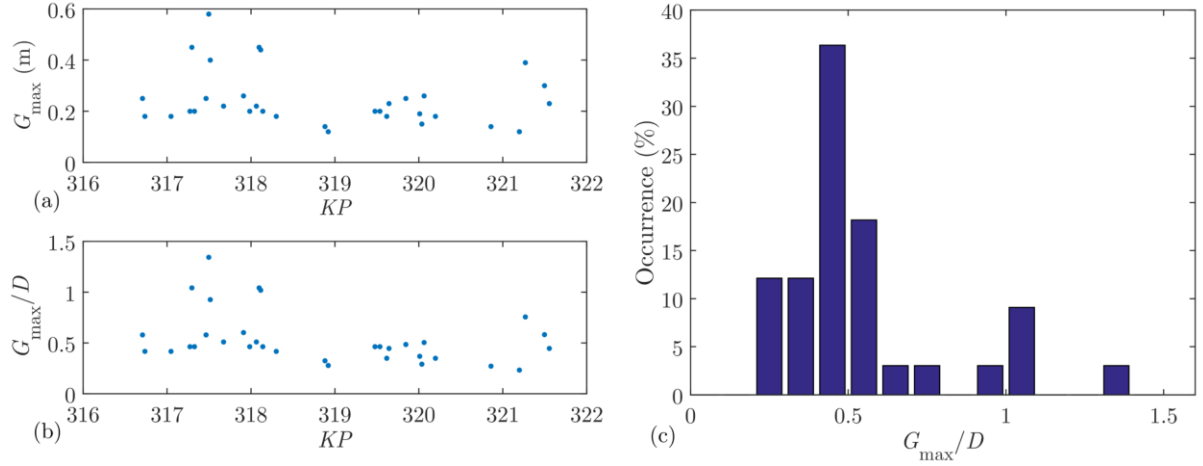 0.6
0.4
0.2
0
G_max (m)
316 317 318 319 320 321 322
(a)
KP
1.5
1
0.5
0
G_max/D
316 317 318 319 320 321 322
(b)
KP
40
35
30
25
20
15
10
5
0
Occurrence (%)
0 0.5 1 1.5
(c)
G_max/D